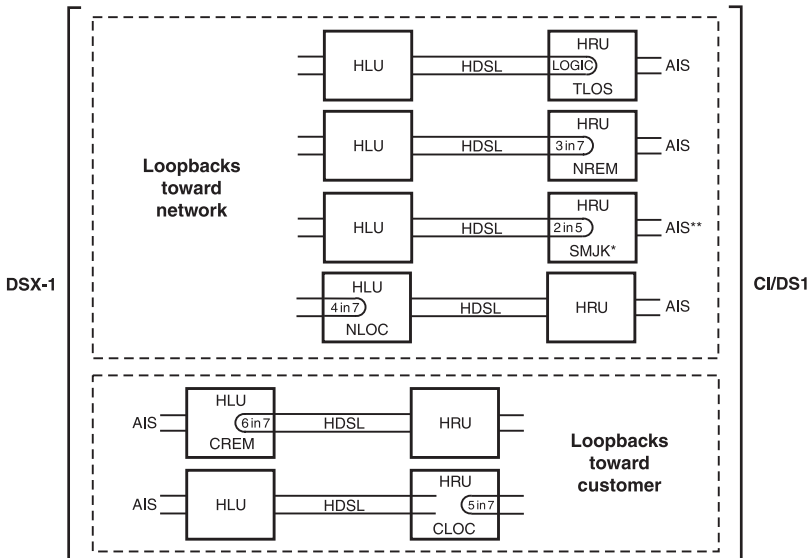 HRU
HLU HDSL LOGIC AIS
TLOS
HRU
HLU HDSL 3 in 7 AIS
NREM
Loopbacks
toward
network
HRU
HLU HDSL 2 in 5 AIS**
SMJK*
HLU
4 in 7 HDSL HRU AIS
NLOC
DSX-1
CI/DS1
HLU
AIS 6 in 7 HDSL HRU
CREM
Loopbacks
toward
customer
HRU
AIS HLU HDSL 5 in 7
CLOC